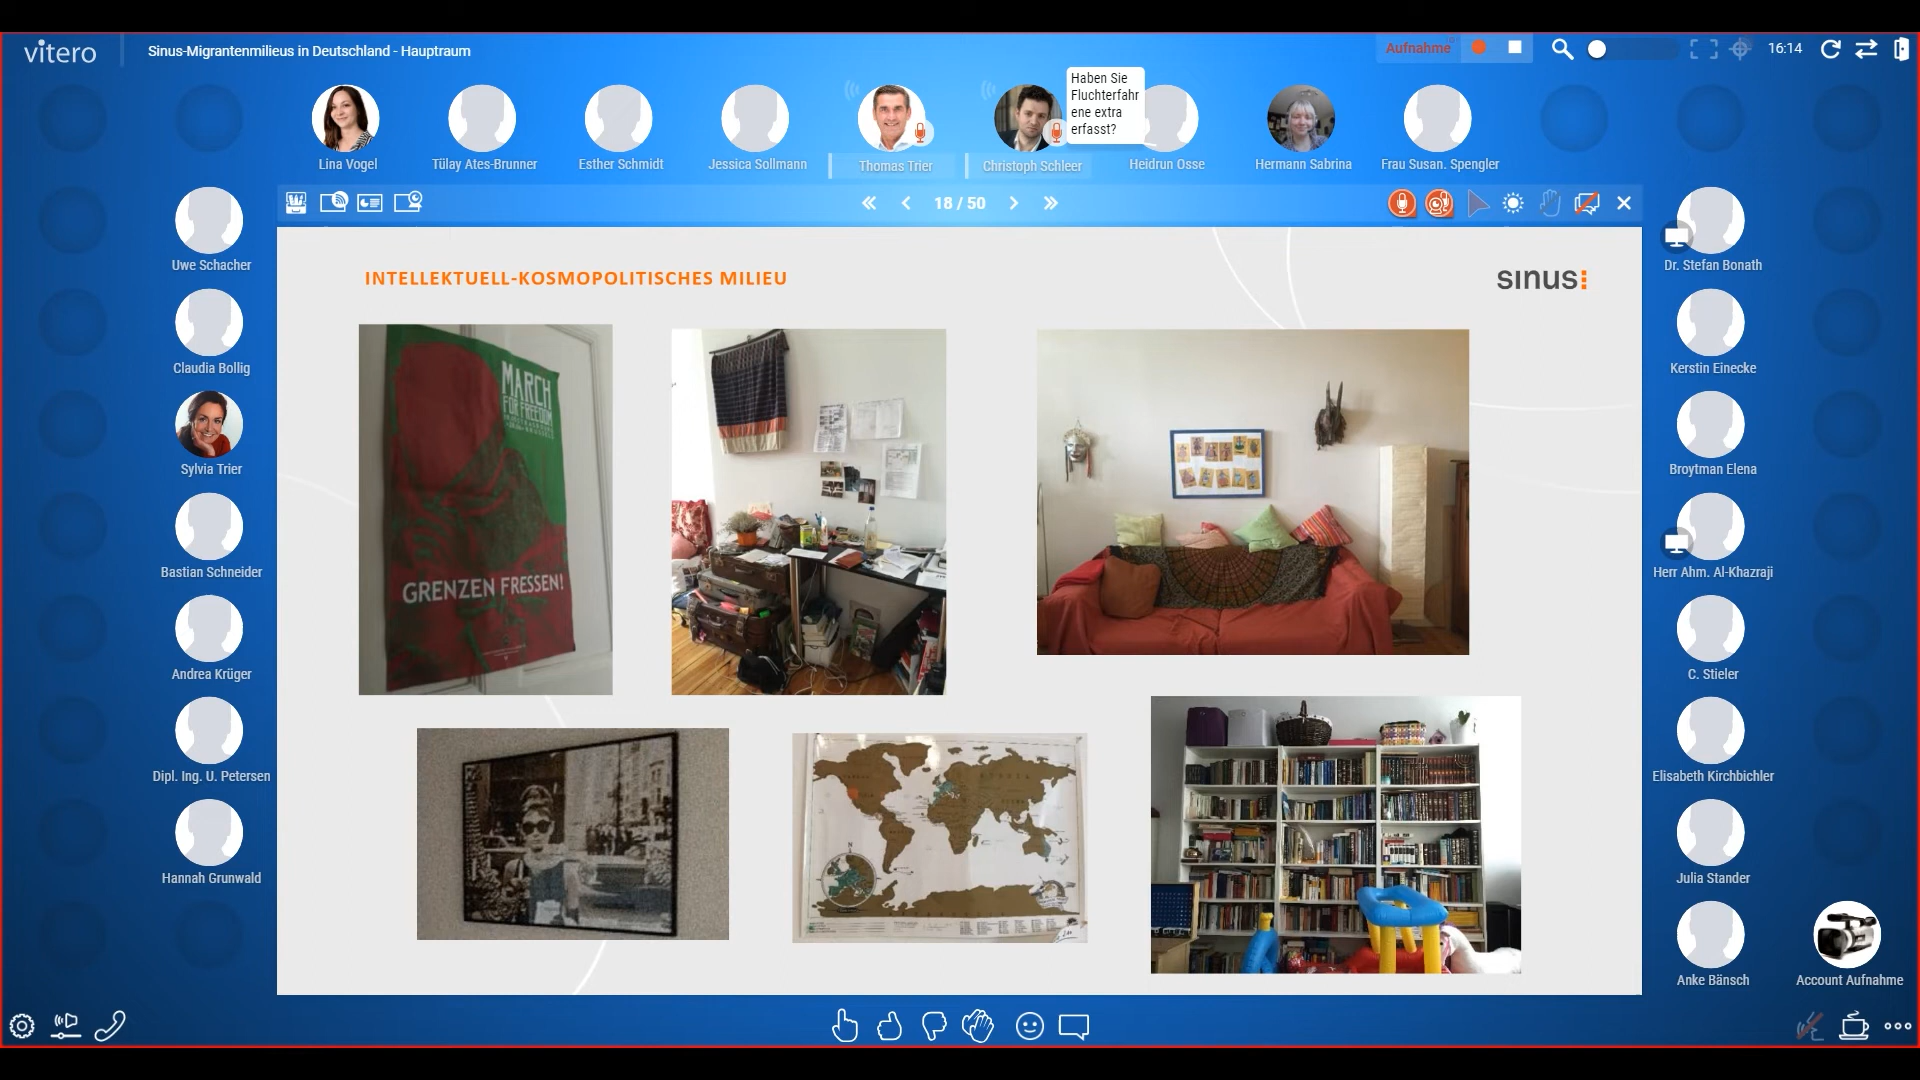 vitero
Sinus-Migrantenmilieus in Deutschland - Hauptraum
Aufnahme
16:14
Haben Sie
Fluchterfahr
ene extra
erfasst?
Lina Vogel
Tülay Ates-Brunner
Esther Schmidt
Jessica Sollmann
Thomas Trier
Christoph Schleer
Heidrun Osse
Hermann Sabrina
Frau Susan. Spengler
18 / 50
Uwe Schacher
Claudia Bollig
Sylvia Trier
Bastian Schneider
Andrea Krüger
Dipl. Ing. U. Petersen
Hannah Grunwald
INTELLEKTUELL-KOSMOPOLITISCHES MILIEU
sinus
MARCH
FOR FREEDOM
GRENZEN FRESSEN!
N
Dr. Stefan Bonath
Kerstin Einecke
Broytman Elena
Herr Ahm. Al-Khazraji
C. Stieler
Elisabeth Kirchbichler
Julia Stander
Anke Bänsch
Account Aufnahme